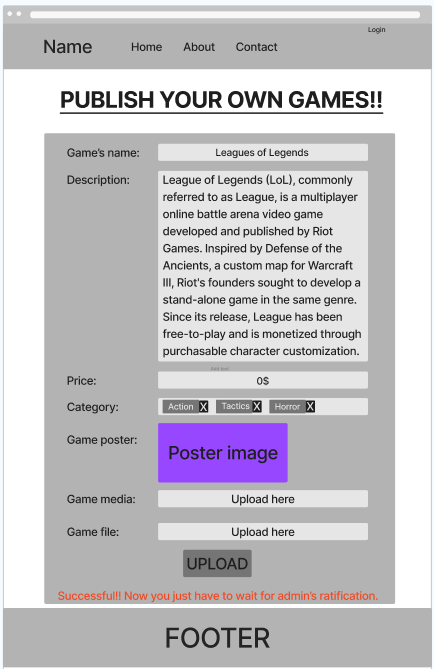 Login
Name Home About Contact
PUBLISH YOUR OWN GAMES!!
Game's name: Leagues of Legends
Description: League of Legends (LoL), commonly
referred to as League, is a multiplayer
online battle arena video game
developed and published by Riot
Games. Inspired by Defense of the
Ancients, a custom map for Warcraft
III, Riot's founders sought to develop a
stand-alone game in the same genre.
Since its release, League has been
free-to-play and is monetized through
purchasable character customization.
Price: 0$
Category: Action X Tactics X Horror X
Game poster: Poster image
Game media: Upload here
Game file: Upload here
UPLOAD
Successful!! Now you just have to wait for admin's ratification.
FOOTER